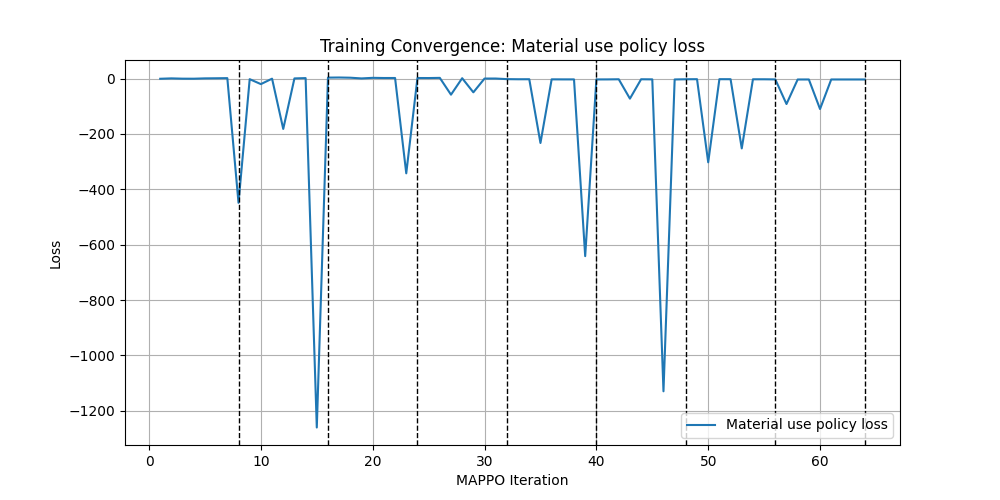 Training Convergence: Material use policy loss
Loss
0
−200
−400
−600
−800
−1000
−1200
Material use policy loss
0 10 20 30 40 50 60
MAPPO Iteration